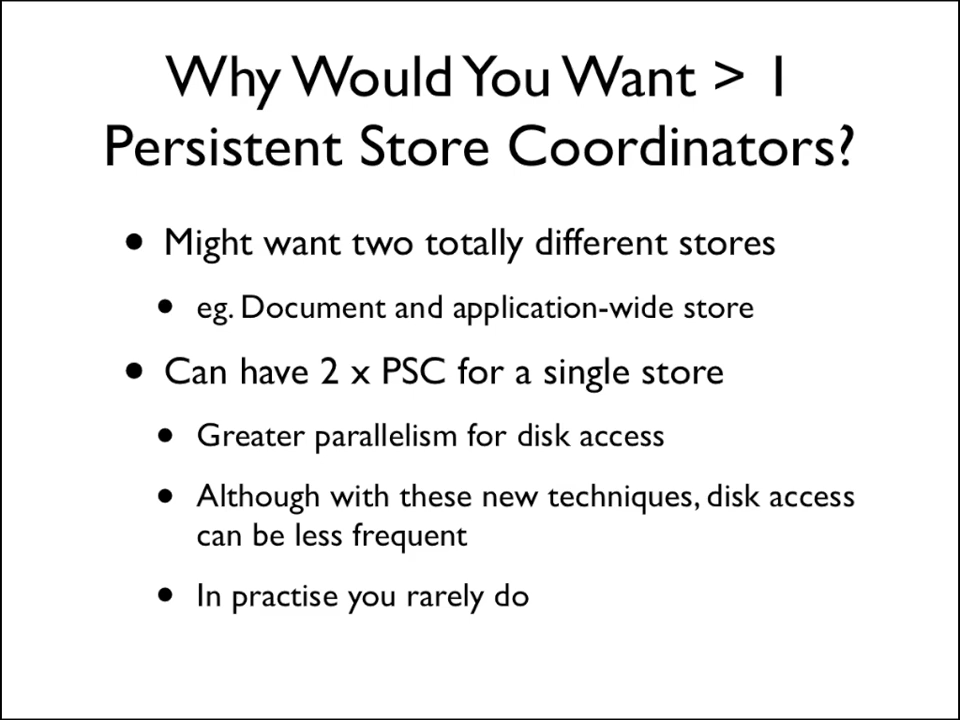 Why Would You Want > 1
Persistent Store Coordinators?
• Might want two totally different stores
• eg. Document and application-wide store
• Can have 2 x PSC for a single store
• Greater parallelism for disk access
• Although with these new techniques, disk access
can be less frequent
• In practise you rarely do